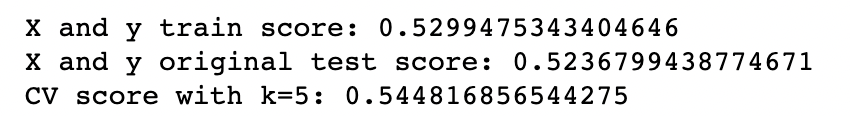 X and y train score: 0.5299475343404646
X and y original test score: 0.5236799438774671
CV score with k=5: 0.544816856544275